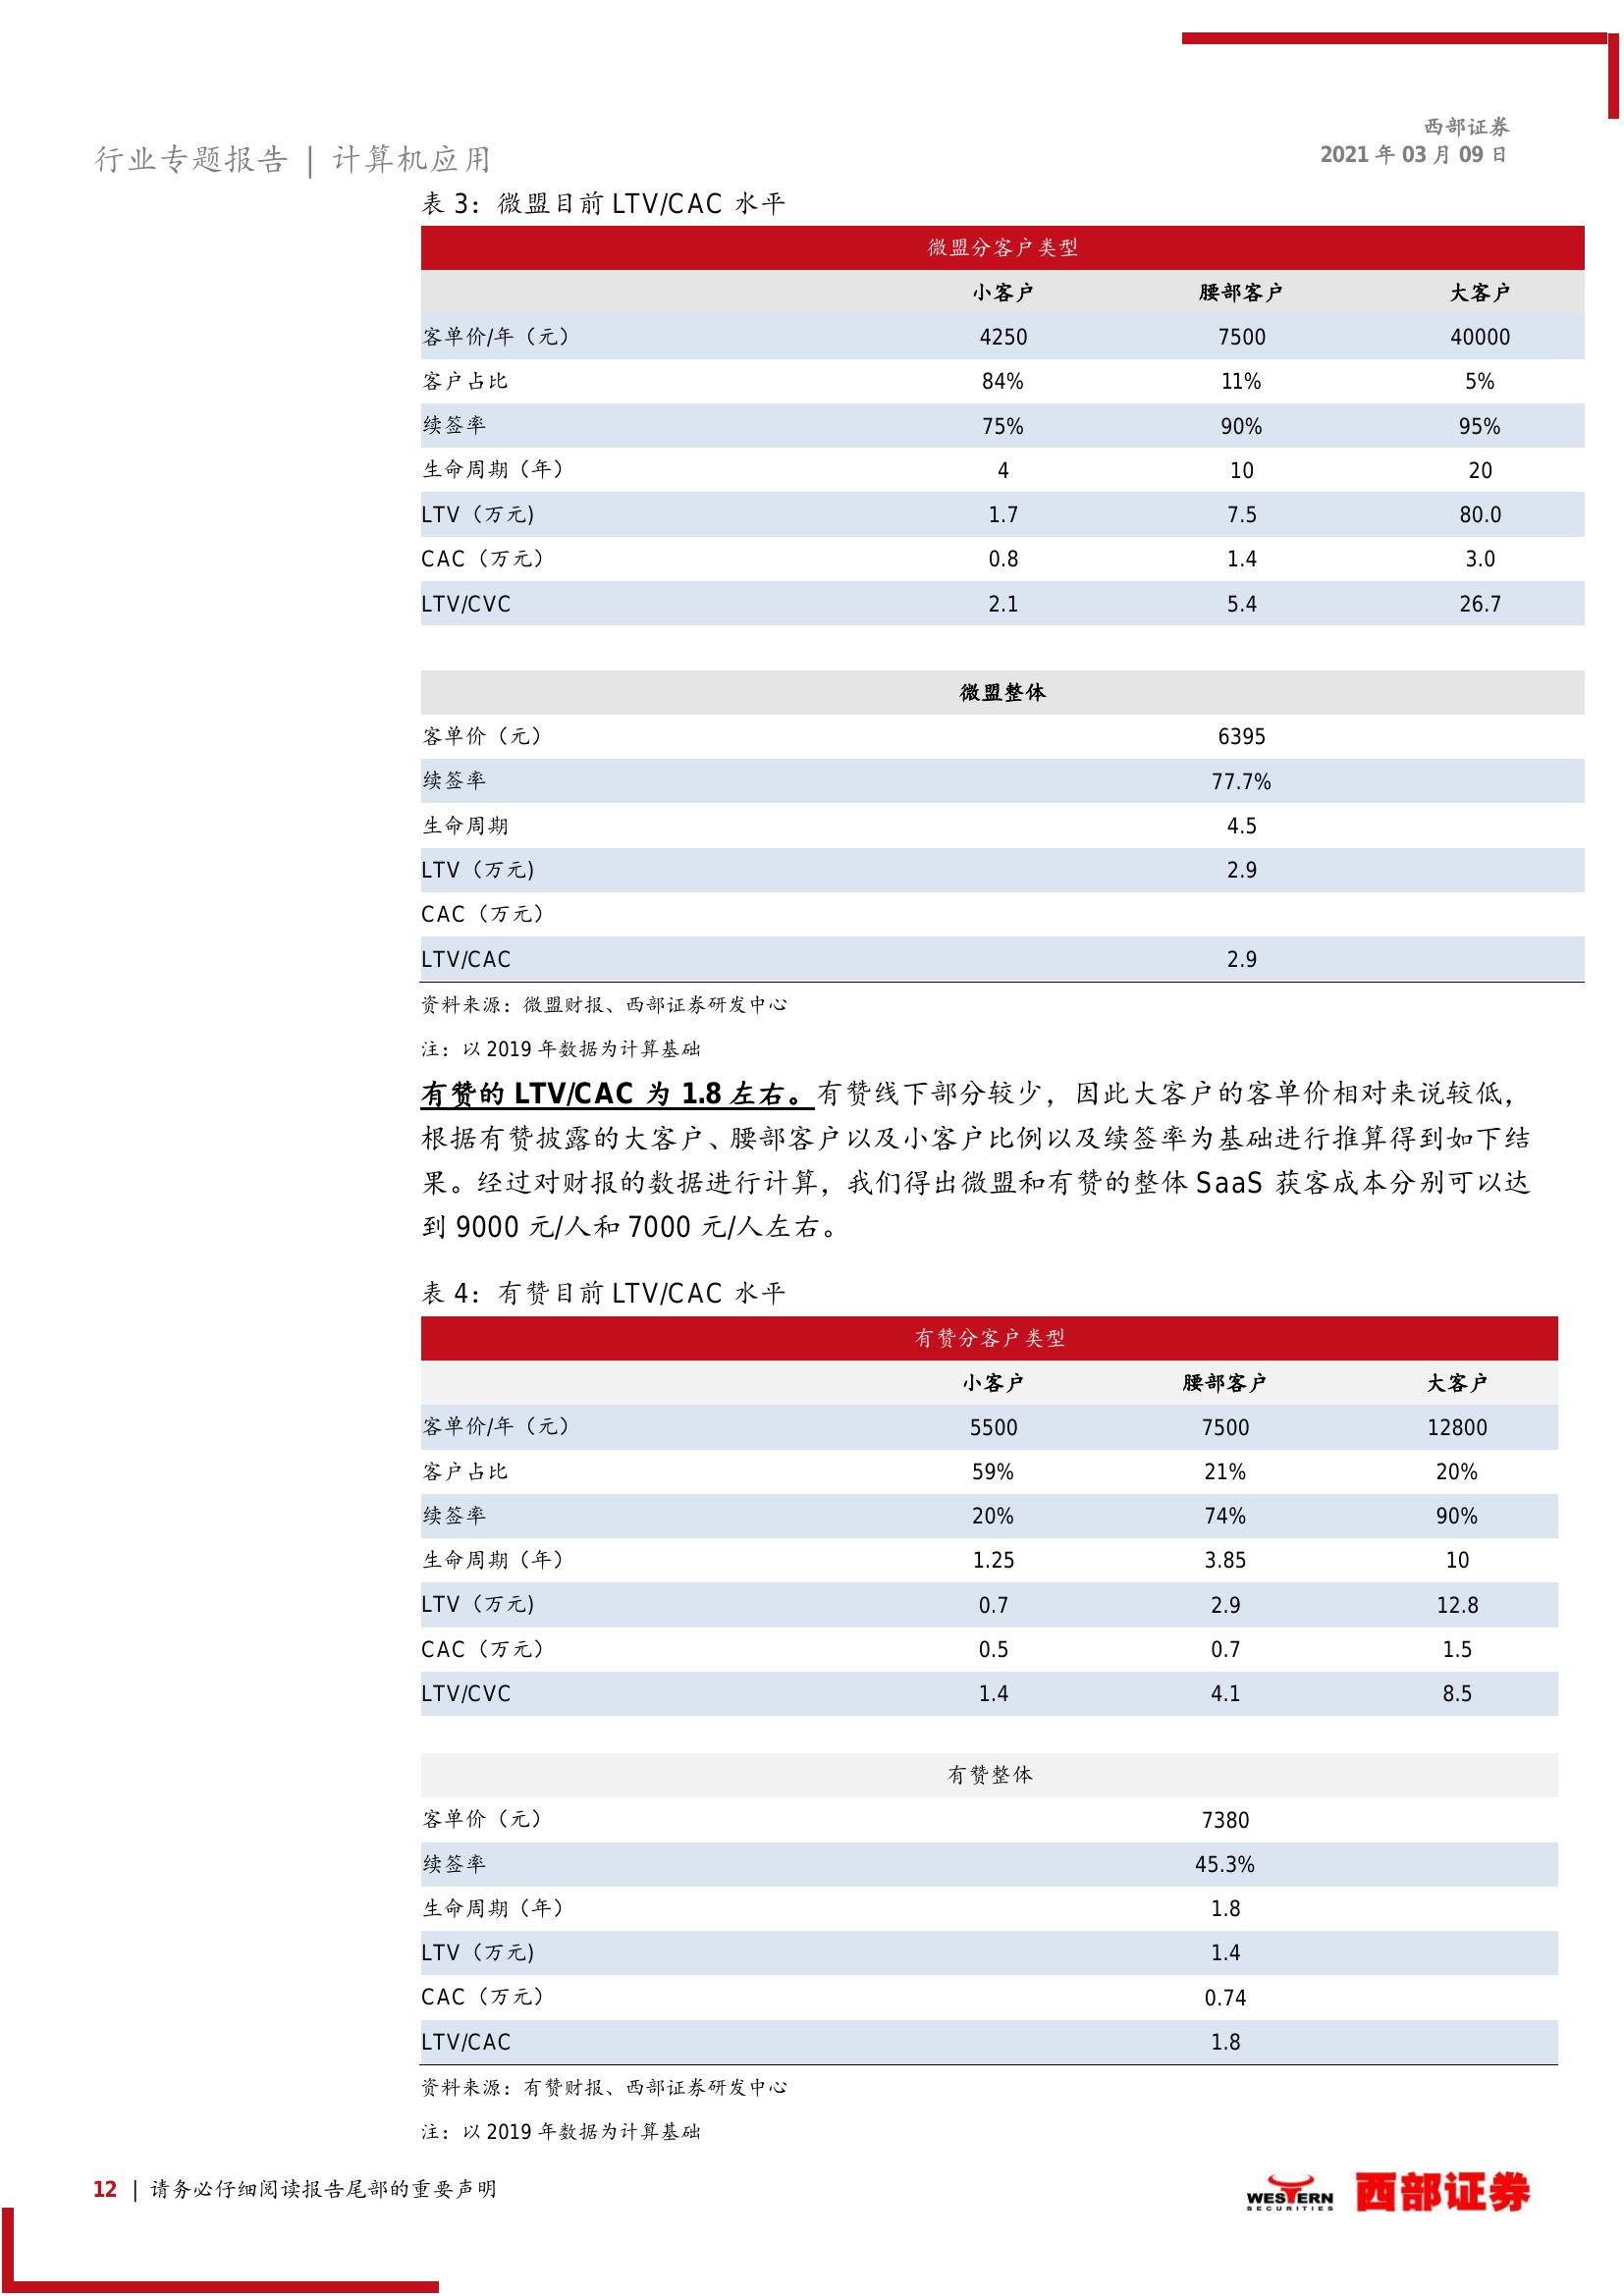 西部证券
行业专题报告 | 计算机应用
2021 年 03 月 09 日
表 3：微盟目前 LTV/CAC 水平
微盟分客户类型
小客户 腰部客户 大客户
客单价/年（元） 4250 7500 40000
客户占比 84% 11% 5%
续签率 75% 90% 95%
生命周期（年） 4 10 20
LTV（万元) 1.7 7.5 80.0
CAC（万元） 0.8 1.4 3.0
LTV/CVC 2.1 5.4 26.7
微盟整体
客单价（元） 6395
续签率 77.7%
生命周期 4.5
LTV（万元) 2.9
CAC（万元）
LTV/CAC 2.9
资料来源：微盟财报、西部证券研发中心
注：以 2019 年数据为计算基础
有赞的 LTV/CAC 为 1.8 左右。有赞线下部分较少，因此大客户的客单价相对来说较低，
根据有赞披露的大客户、腰部客户以及小客户比例以及续签率为基础进行推算得到如下结
果。经过对财报的数据进行计算，我们得出微盟和有赞的整体 SaaS 获客成本分别可以达
到 9000 元/人和 7000 元/人左右。
表 4：有赞目前 LTV/CAC 水平
有赞分客户类型
小客户 腰部客户 大客户
客单价/年（元） 5500 7500 12800
客户占比 59% 21% 20%
续签率 20% 74% 90%
生命周期（年） 1.25 3.85 10
LTV（万元) 0.7 2.9 12.8
CAC（万元） 0.5 0.7 1.5
LTV/CVC 1.4 4.1 8.5
有赞整体
客单价（元） 7380
续签率 45.3%
生命周期（年） 1.8
LTV（万元) 1.4
CAC（万元） 0.74
LTV/CAC 1.8
资料来源：有赞财报、西部证券研发中心
注：以 2019 年数据为计算基础
12 | 请务必仔细阅读报告尾部的重要声明
WESTERN
SECURITIES
西部证券